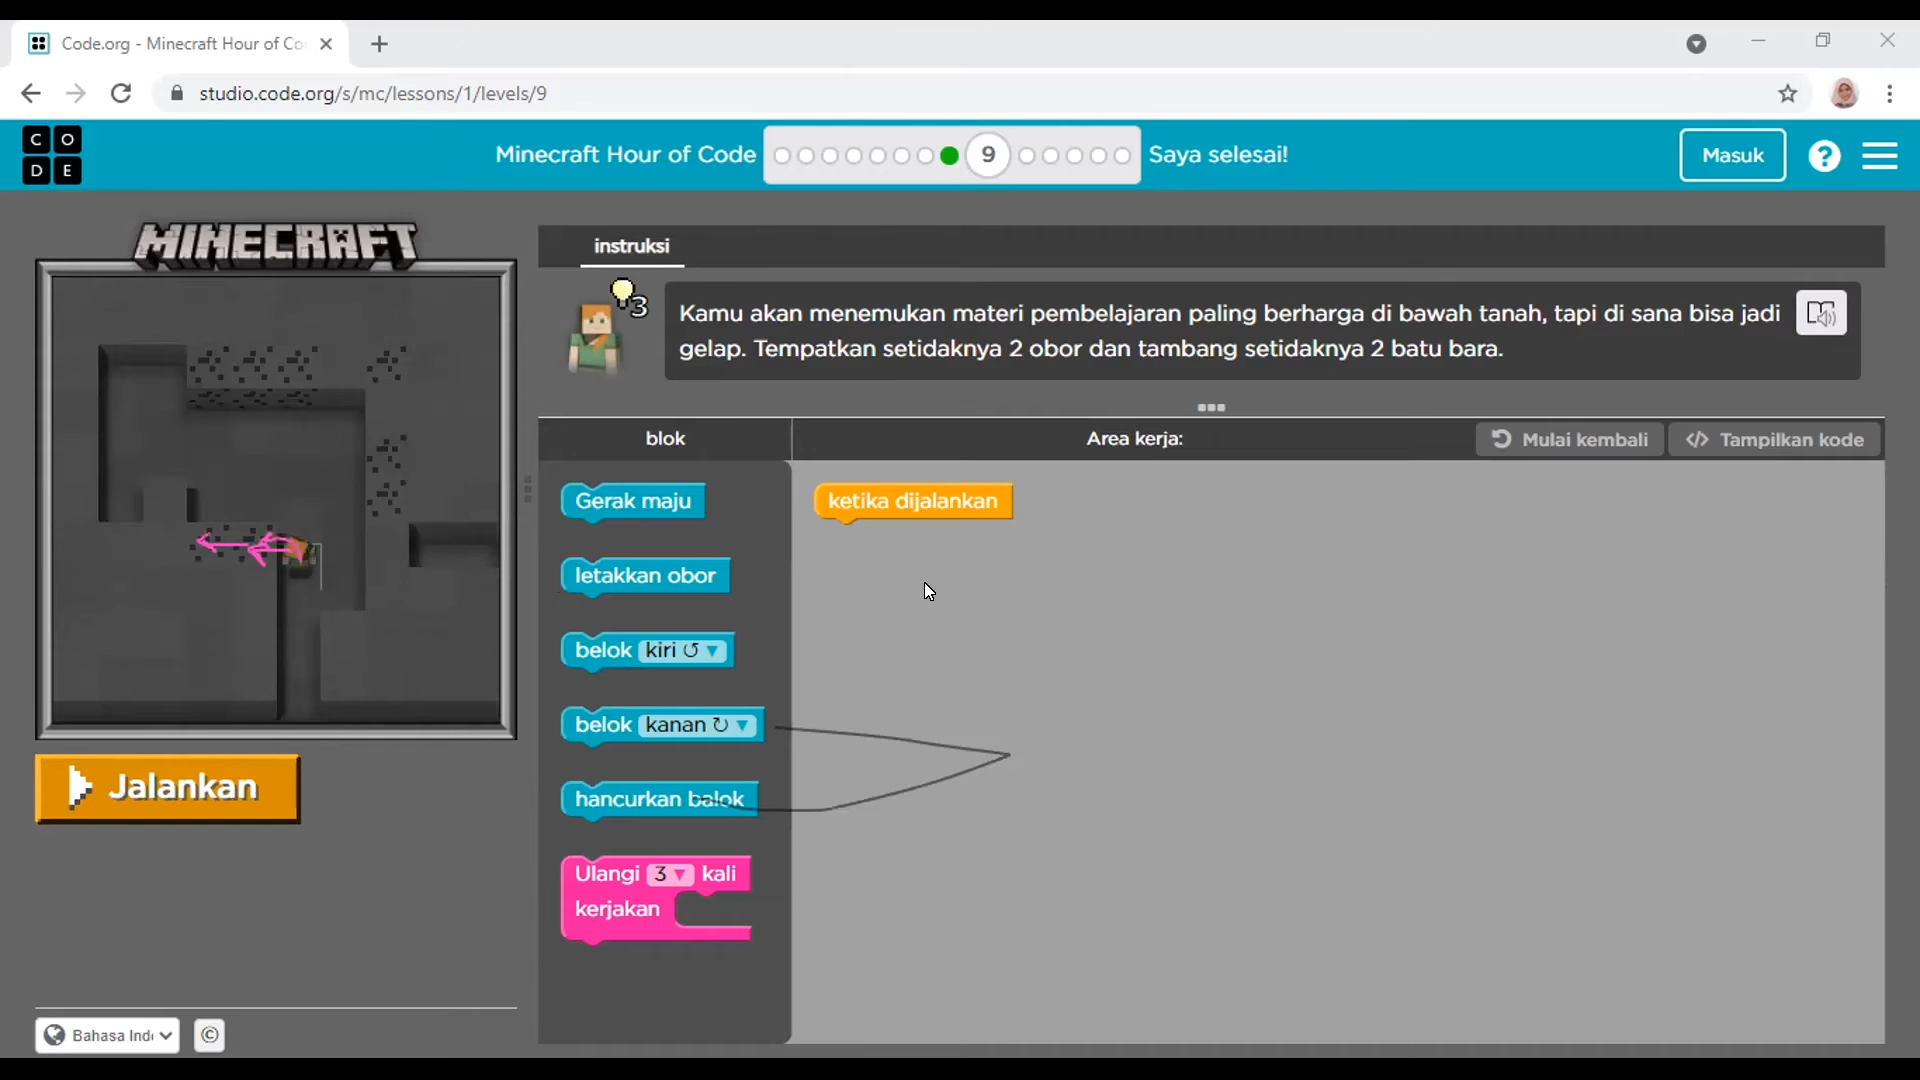 Code.org - Minecraft Hour of Co
studio.code.org/s/mc/lessons/1/levels/9
C O
D E
Minecraft Hour of Code
9
Saya selesai!
Masuk
?
MINECRAFT
instruksi
3
Kamu akan menemukan materi pembelajaran paling berharga di bawah tanah, tapi di sana bisa jadi
gelap. Tempatkan setidaknya 2 obor dan tambang setidaknya 2 batu bara.
blok
Area kerja:
Mulai kembali
</> Tampilkan kode
Gerak maju
ketika dijalankan
letakkan obor
belok kiri ↺ ▼
belok kanan ↻ ▼
hancurkan balok
Ulangi 3 ▼ kali
kerjakan
Jalankan
Bahasa Ind
©